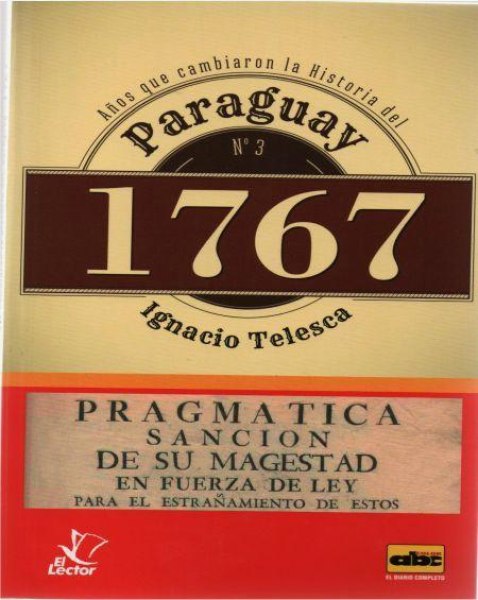 Años que cambiaron la Historia del
Paraguay
N° 3
1767
Ignacio Telesca
PRAGMATICA
SANCION
DE SU MAGESTAD
EN FUERZA DE LEY
PARA EL ESTRAÑAMIENTO DE ESTOS
El
Lector
abc
EL DIARIO COMPLETO